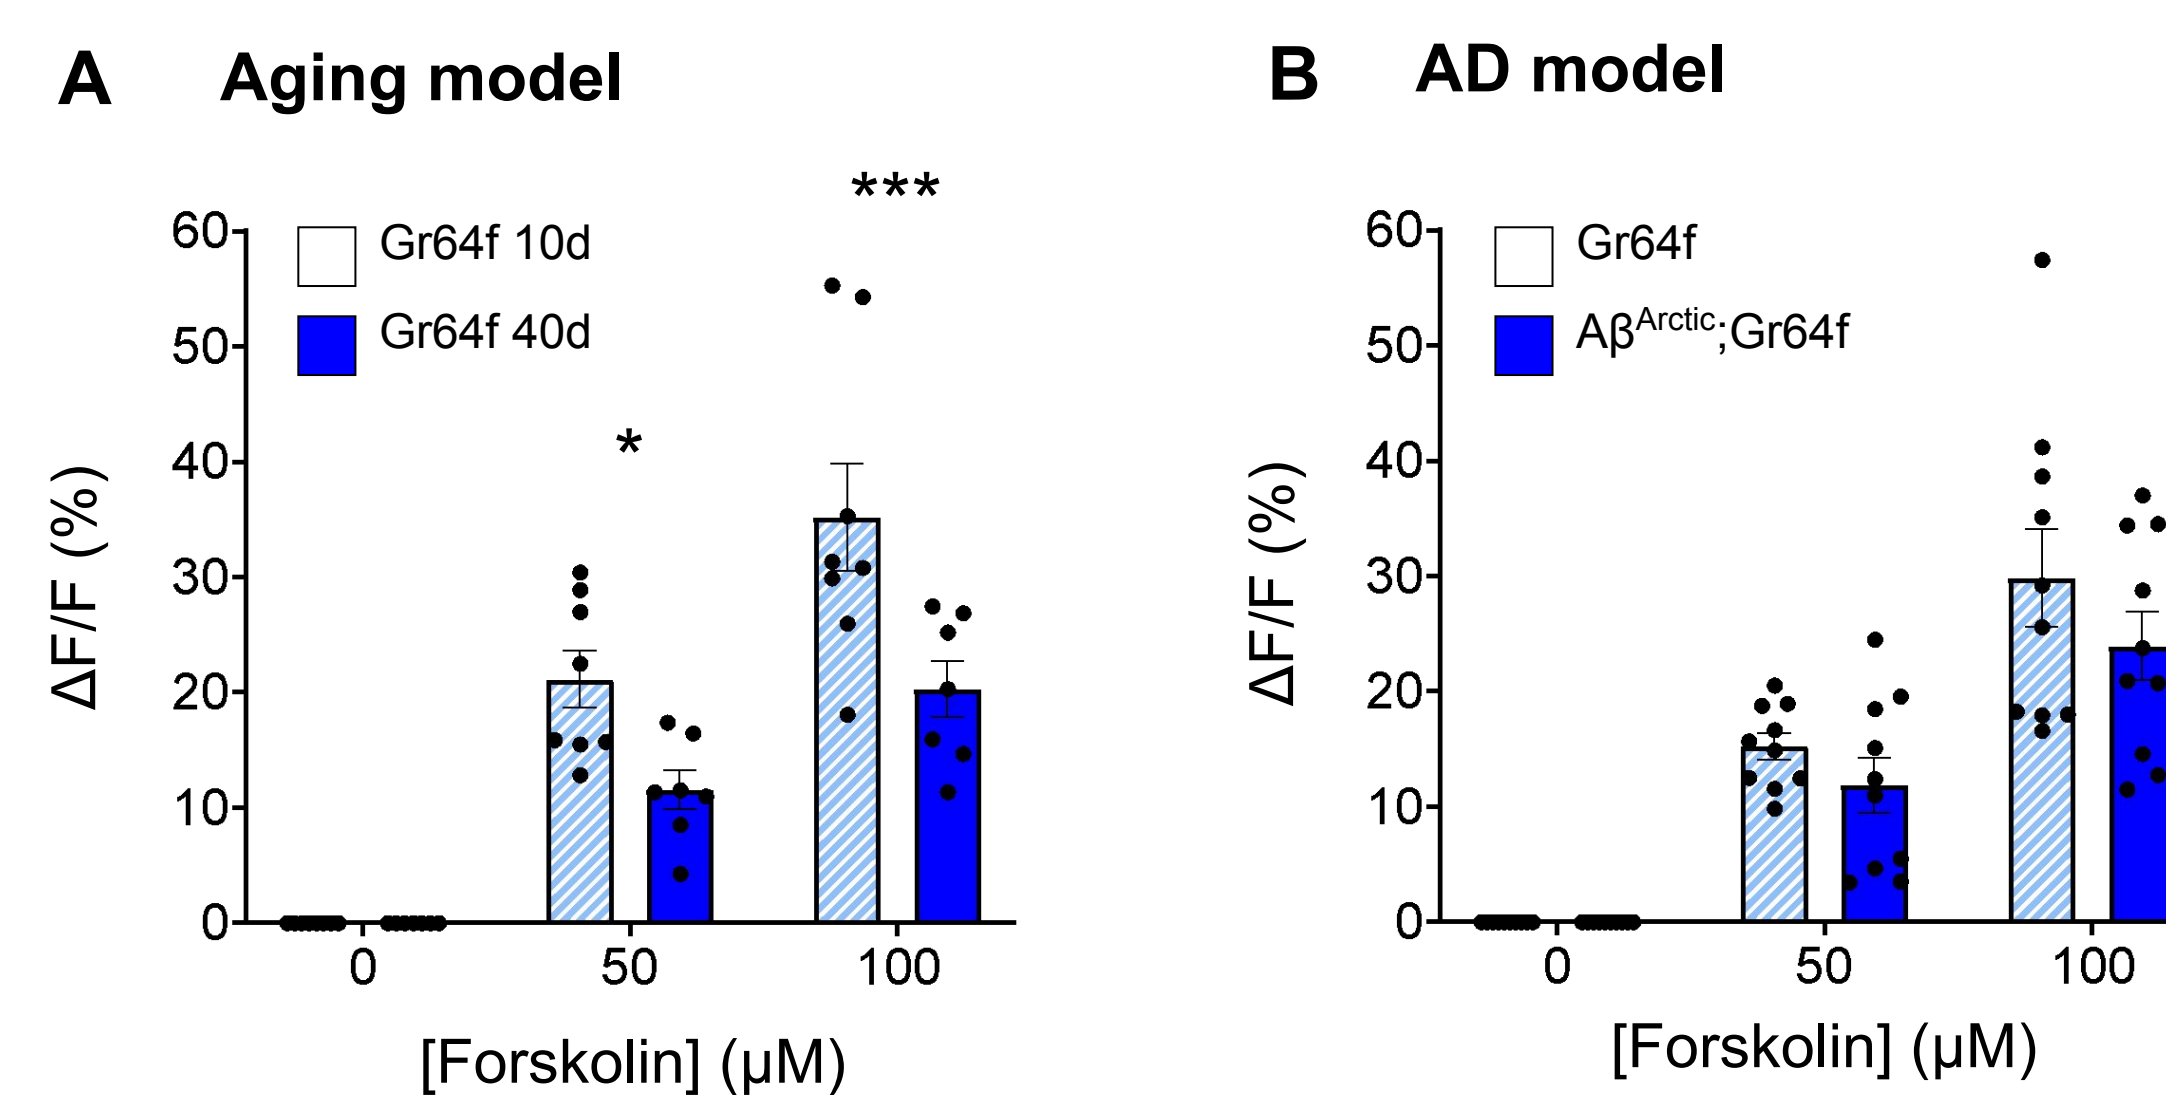 A Aging model
***
60
Gr64f 10d
Gr64f 40d
50
*
40
30
20
10
0
ΔF/F (%)
0 50 100
[Forskolin] (µM)
B AD model
60
Gr64f
Aβ^Arctic;Gr64f
50
40
30
20
10
0
ΔF/F (%)
0 50 100
[Forskolin] (µM)